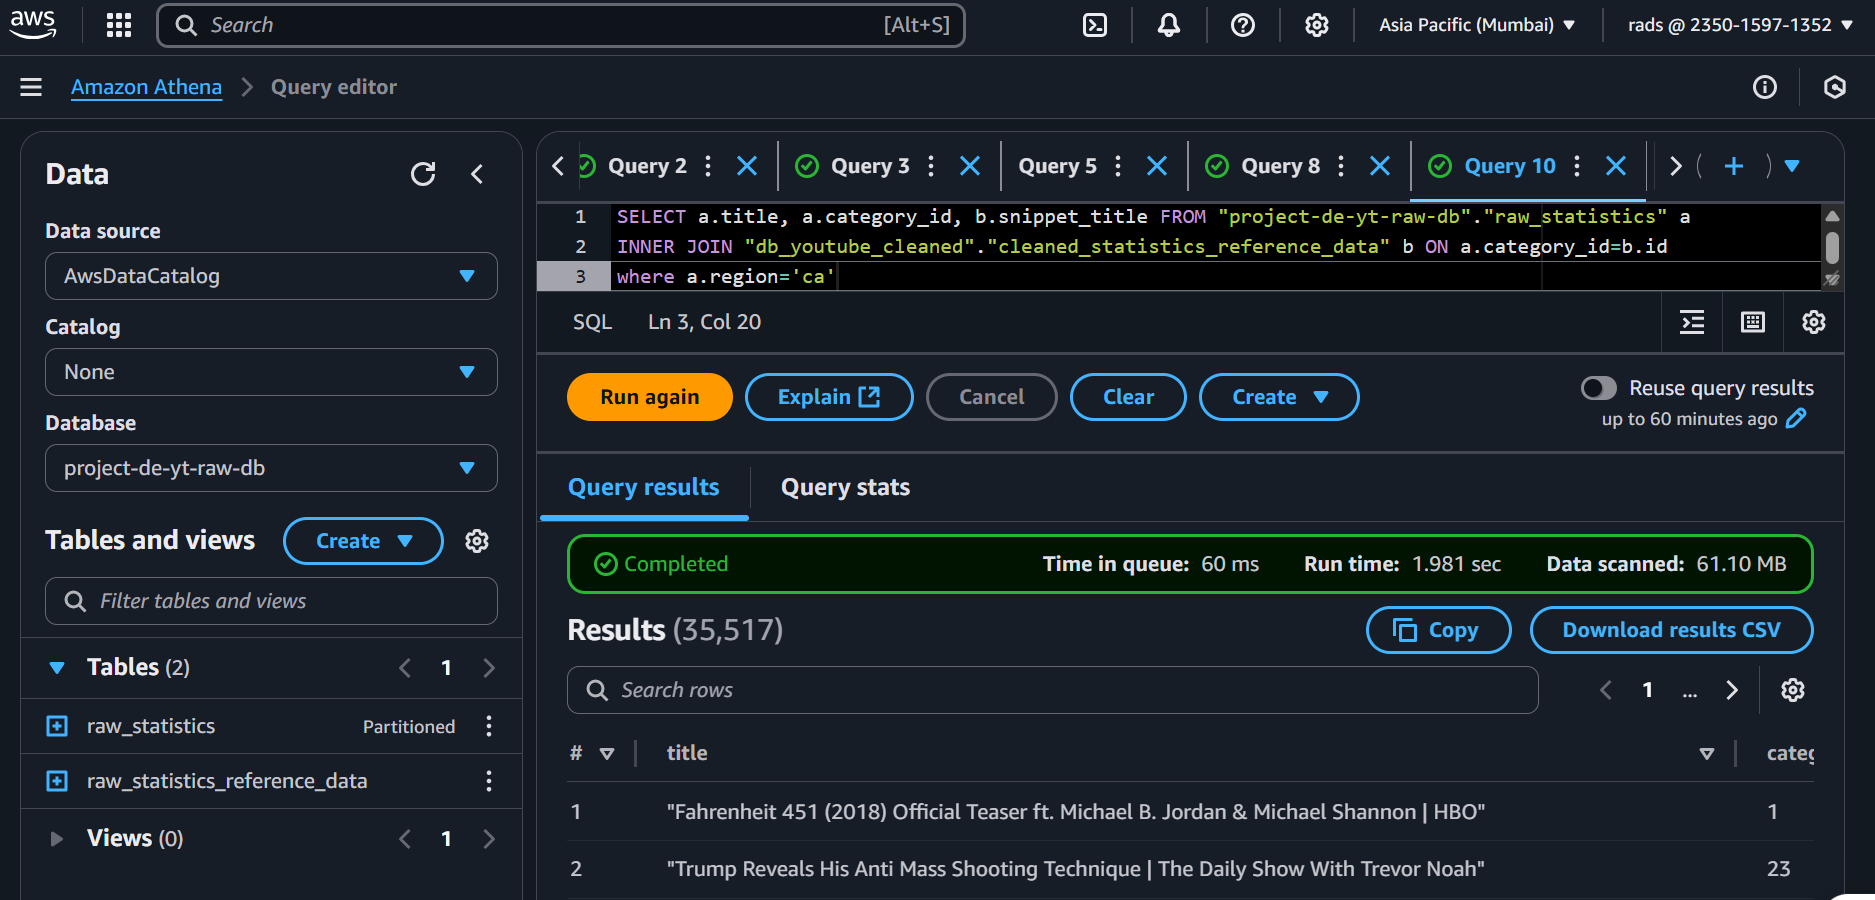 aws
Search
[Alt+S]
Asia Pacific (Mumbai)
rads @ 2350-1597-1352
Amazon Athena
Query editor
Data
Data source
AwsDataCatalog
Catalog
None
Database
project-de-yt-raw-db
Tables and views
Create
Filter tables and views
Tables (2)
1
raw_statistics
Partitioned
raw_statistics_reference_data
Views (0)
1
Query 2
Query 3
Query 5
Query 8
Query 10
1 SELECT a.title, a.category_id, b.snippet_title FROM "project-de-yt-raw-db"."raw_statistics" a
2 INNER JOIN "db_youtube_cleaned"."cleaned_statistics_reference_data" b ON a.category_id=b.id
3 where a.region='ca'
SQL
Ln 3, Col 20
Run again
Explain
Cancel
Clear
Create
Reuse query results
up to 60 minutes ago
Query results
Query stats
Completed
Time in queue: 60 ms
Run time: 1.981 sec
Data scanned: 61.10 MB
Results (35,517)
Copy
Download results CSV
Search rows
1
...
# title categ
1 "Fahrenheit 451 (2018) Official Teaser ft. Michael B. Jordan & Michael Shannon | HBO" 1
2 "Trump Reveals His Anti Mass Shooting Technique | The Daily Show With Trevor Noah" 23